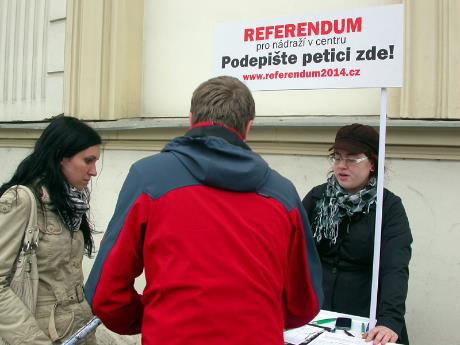 REFERENDUM
pro nádraží v centru
Podepište petici zde!
www.referendum2014.cz